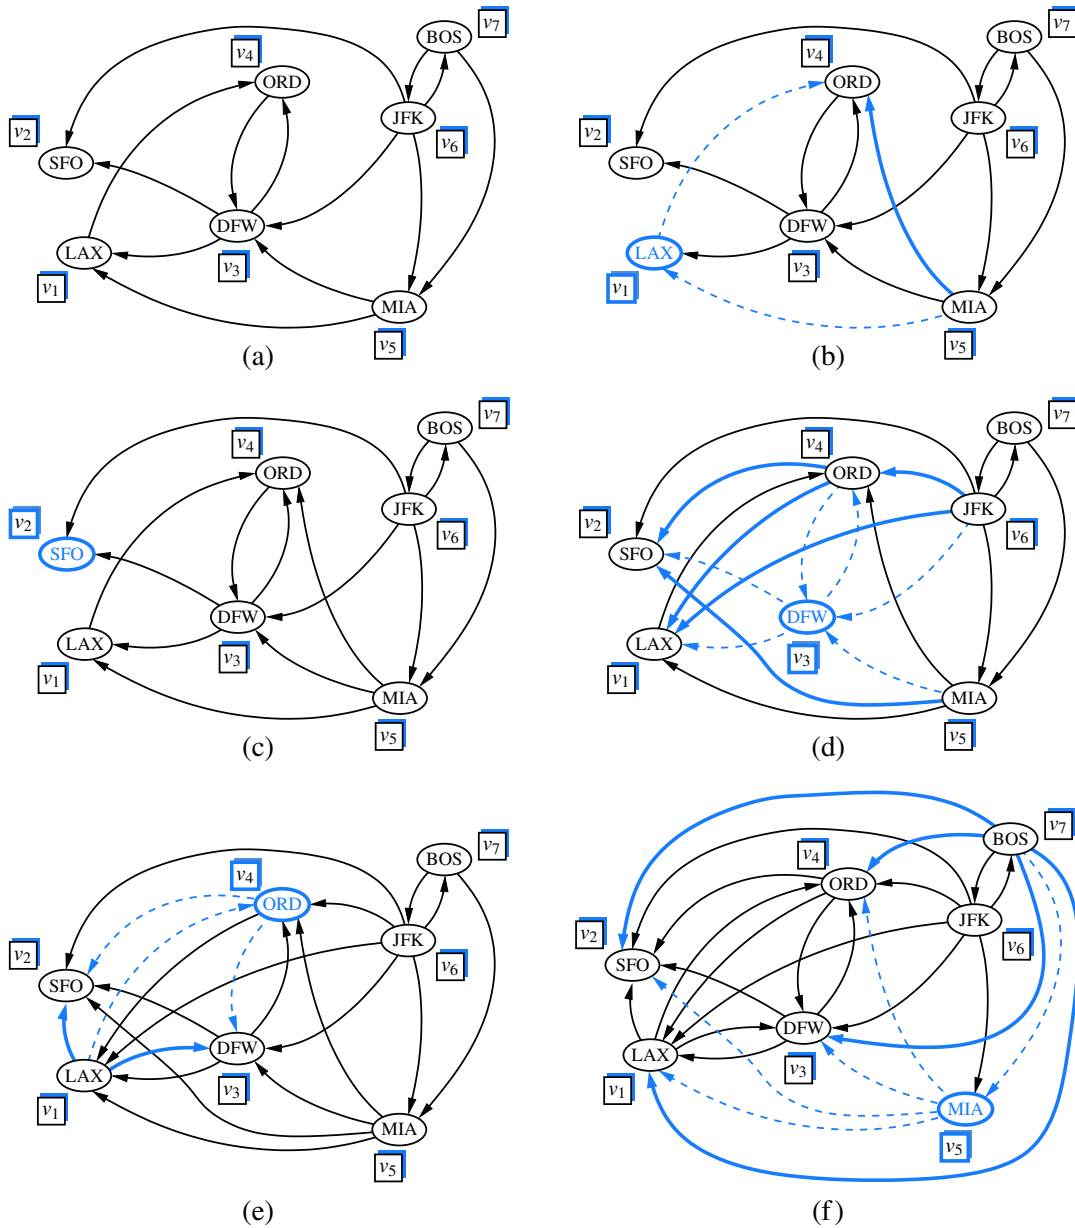 BOS v7
v4
ORD
JFK
v2
v6
SFO
DFW
LAX
v3
v1
MIA
v5
(a)
BOS v7
v4
ORD
JFK
v2
v6
SFO
DFW
LAX
v3
v1
MIA
v5
(b)
BOS v7
v4
ORD
JFK
v2
v6
SFO
DFW
LAX
v3
v1
MIA
v5
(c)
BOS v7
v4
ORD
JFK
v2
v6
SFO
DFW
LAX
v3
v1
MIA
v5
(d)
BOS v7
v4
ORD
JFK
v2
v6
SFO
DFW
LAX
v3
v1
MIA
v5
(e)
BOS v7
v4
ORD
JFK
v2
v6
SFO
DFW
LAX
v3
v1
MIA
v5
(f)